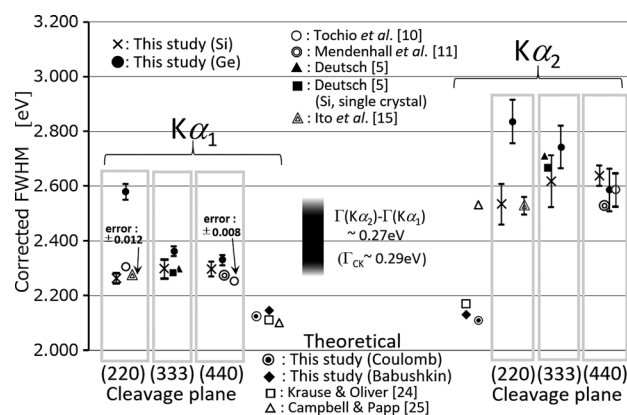 3.200
3.000
2.800
2.600
2.400
2.200
2.000
Corrected FWHM [eV]
×: This study (Si)
●: This study (Ge)
○: Tochio et al. [10]
◎: Mendenhall et al. [11]
▲: Deutsch [5]
■: Deutsch [5]
(Si, single crystal)
: Ito et al. [15]
Kα1
Kα2
error :
±0.012
error :
±0.008
Γ(Kα2)-Γ(Kα1)
~ 0.27eV
(ΓCK~ 0.29eV)
(220) (333) (440)
Cleavage plane
Theoretical
: This study (Coulomb)
◆: This study (Babushkin)
□: Krause & Oliver [24]
△: Campbell & Papp [25]
(220) (333) (440)
Cleavage plane